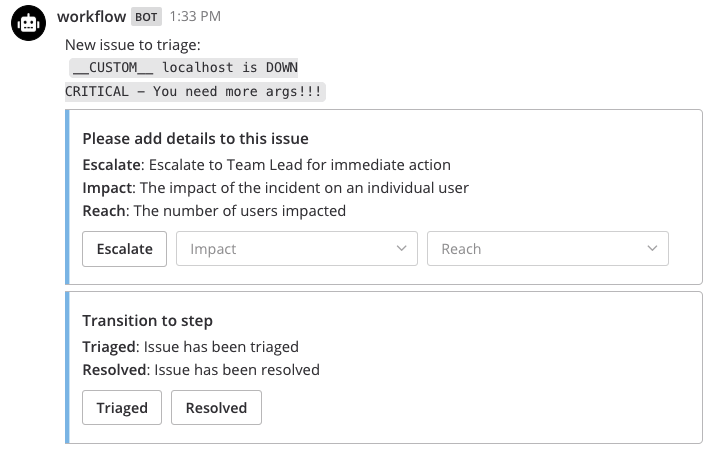 workflow BOT 1:33 PM
New issue to triage:
__CUSTOM__ localhost is DOWN
CRITICAL – You need more args!!!
Please add details to this issue
Escalate: Escalate to Team Lead for immediate action
Impact: The impact of the incident on an individual user
Reach: The number of users impacted
Escalate Impact Reach
Transition to step
Triaged: Issue has been triaged
Resolved: Issue has been resolved
Triaged Resolved